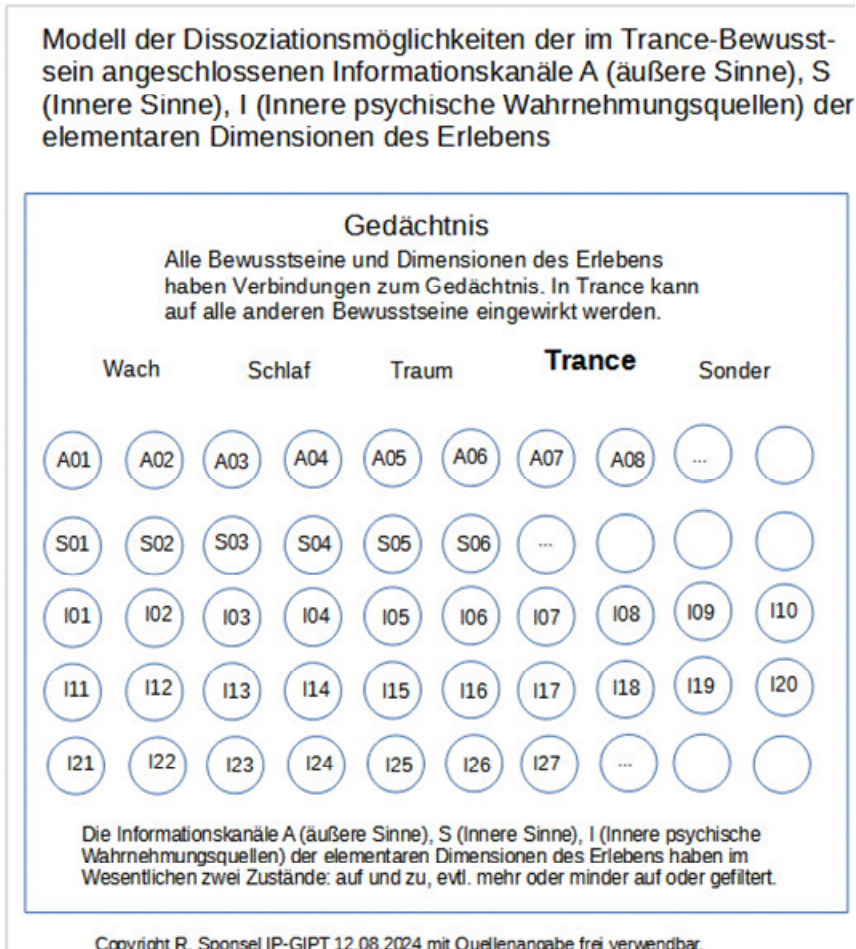 Modell der Dissoziationsmöglichkeiten der im Trance-Bewusst-
sein angeschlossenen Informationskanäle A (äußere Sinne), S
(Innere Sinne), I (Innere psychische Wahrnehmungsquellen) der
elementaren Dimensionen des Erlebens
Gedächtnis
Alle Bewusstseine und Dimensionen des Erlebens
haben Verbindungen zum Gedächtnis. In Trance kann
auf alle anderen Bewusstseine eingewirkt werden.
Wach Schlaf Traum Trance Sonder
A01 A02 A03 A04 A05 A06 A07 A08 ...
S01 S02 S03 S04 S05 S06 ...
I01 I02 I03 I04 I05 I06 I07 I08 I09 I10
I11 I12 I13 I14 I15 I16 I17 I18 I19 I20
I21 I22 I23 I24 I25 I26 I27 ...
Die Informationskanäle A (äußere Sinne), S (Innere Sinne), I (Innere psychische
Wahrnehmungsquellen) der elementaren Dimensionen des Erlebens haben im
Wesentlichen zwei Zustände: auf und zu, evtl. mehr oder minder auf oder gefiltert.
Copyright R. Sponsel IP-GIPT 12.08.2024 mit Quellenangabe frei verwendbar.